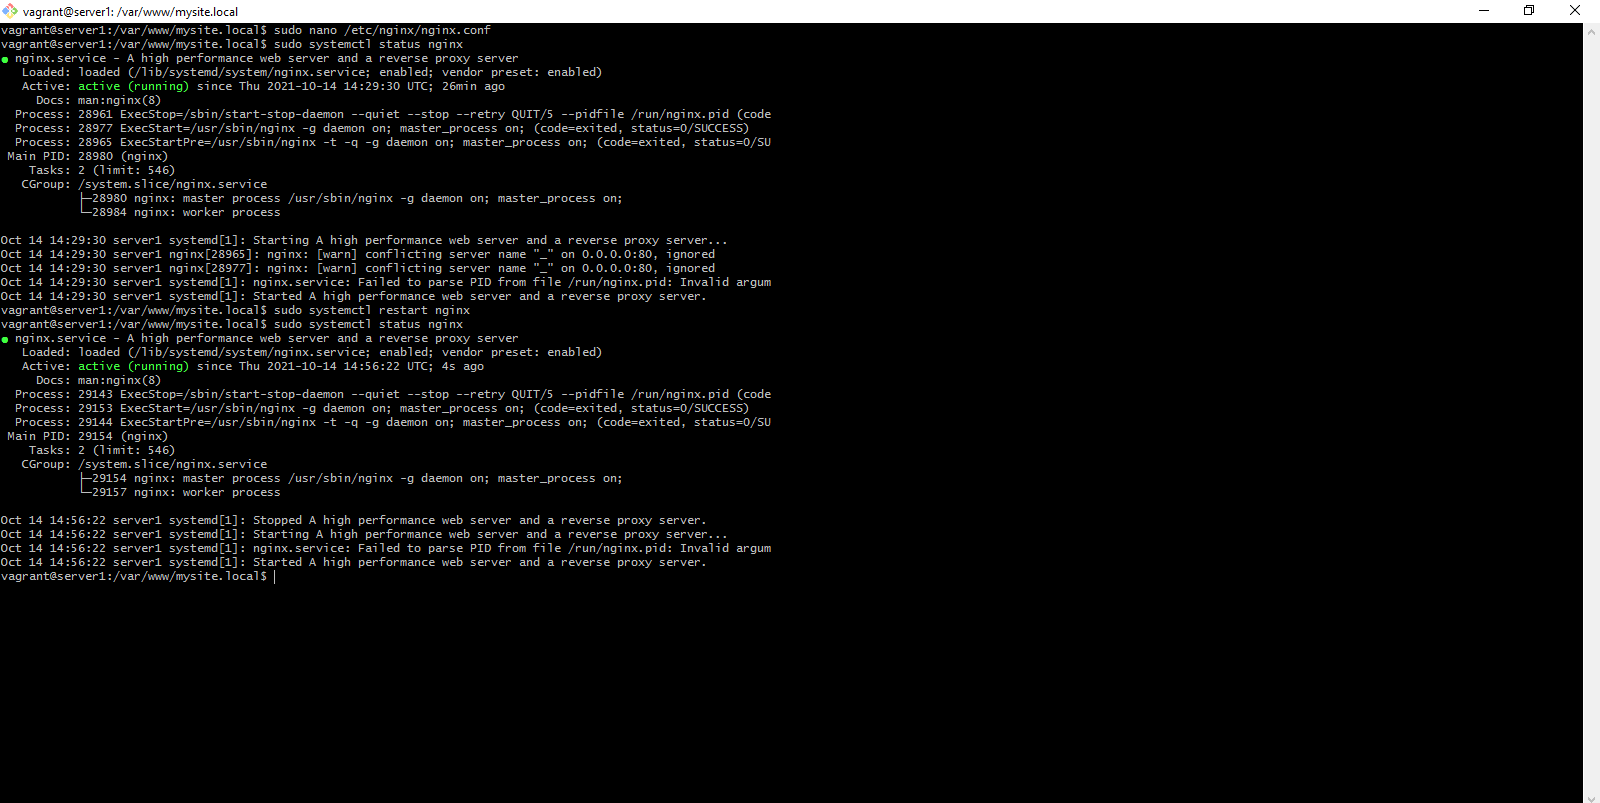 vagrant@server1: /var/www/mysite.local
vagrant@server1:/var/www/mysite.local$ sudo nano /etc/nginx/nginx.conf
vagrant@server1:/var/www/mysite.local$ sudo systemctl status nginx
● nginx.service - A high performance web server and a reverse proxy server
   Loaded: loaded (/lib/systemd/system/nginx.service; enabled; vendor preset: enabled)
   Active: active (running) since Thu 2021-10-14 14:29:30 UTC; 26min ago
     Docs: man:nginx(8)
  Process: 28961 ExecStop=/sbin/start-stop-daemon --quiet --stop --retry QUIT/5 --pidfile /run/nginx.pid (code
  Process: 28977 ExecStart=/usr/sbin/nginx -g daemon on; master_process on; (code=exited, status=0/SUCCESS)
  Process: 28965 ExecStartPre=/usr/sbin/nginx -t -q -g daemon on; master_process on; (code=exited, status=0/SU
 Main PID: 28980 (nginx)
    Tasks: 2 (limit: 546)
   CGroup: /system.slice/nginx.service
           ├─28980 nginx: master process /usr/sbin/nginx -g daemon on; master_process on;
           └─28984 nginx: worker process
Oct 14 14:29:30 server1 systemd[1]: Starting A high performance web server and a reverse proxy server...
Oct 14 14:29:30 server1 nginx[28965]: nginx: [warn] conflicting server name "_" on 0.0.0.0:80, ignored
Oct 14 14:29:30 server1 nginx[28977]: nginx: [warn] conflicting server name "_" on 0.0.0.0:80, ignored
Oct 14 14:29:30 server1 systemd[1]: nginx.service: Failed to parse PID from file /run/nginx.pid: Invalid argum
Oct 14 14:29:30 server1 systemd[1]: Started A high performance web server and a reverse proxy server.
vagrant@server1:/var/www/mysite.local$ sudo systemctl restart nginx
vagrant@server1:/var/www/mysite.local$ sudo systemctl status nginx
● nginx.service - A high performance web server and a reverse proxy server
   Loaded: loaded (/lib/systemd/system/nginx.service; enabled; vendor preset: enabled)
   Active: active (running) since Thu 2021-10-14 14:56:22 UTC; 4s ago
     Docs: man:nginx(8)
  Process: 29143 ExecStop=/sbin/start-stop-daemon --quiet --stop --retry QUIT/5 --pidfile /run/nginx.pid (code
  Process: 29153 ExecStart=/usr/sbin/nginx -g daemon on; master_process on; (code=exited, status=0/SUCCESS)
  Process: 29144 ExecStartPre=/usr/sbin/nginx -t -q -g daemon on; master_process on; (code=exited, status=0/SU
 Main PID: 29154 (nginx)
    Tasks: 2 (limit: 546)
   CGroup: /system.slice/nginx.service
           ├─29154 nginx: master process /usr/sbin/nginx -g daemon on; master_process on;
           └─29157 nginx: worker process
Oct 14 14:56:22 server1 systemd[1]: Stopped A high performance web server and a reverse proxy server.
Oct 14 14:56:22 server1 systemd[1]: Starting A high performance web server and a reverse proxy server...
Oct 14 14:56:22 server1 systemd[1]: nginx.service: Failed to parse PID from file /run/nginx.pid: Invalid argum
Oct 14 14:56:22 server1 systemd[1]: Started A high performance web server and a reverse proxy server.
vagrant@server1:/var/www/mysite.local$